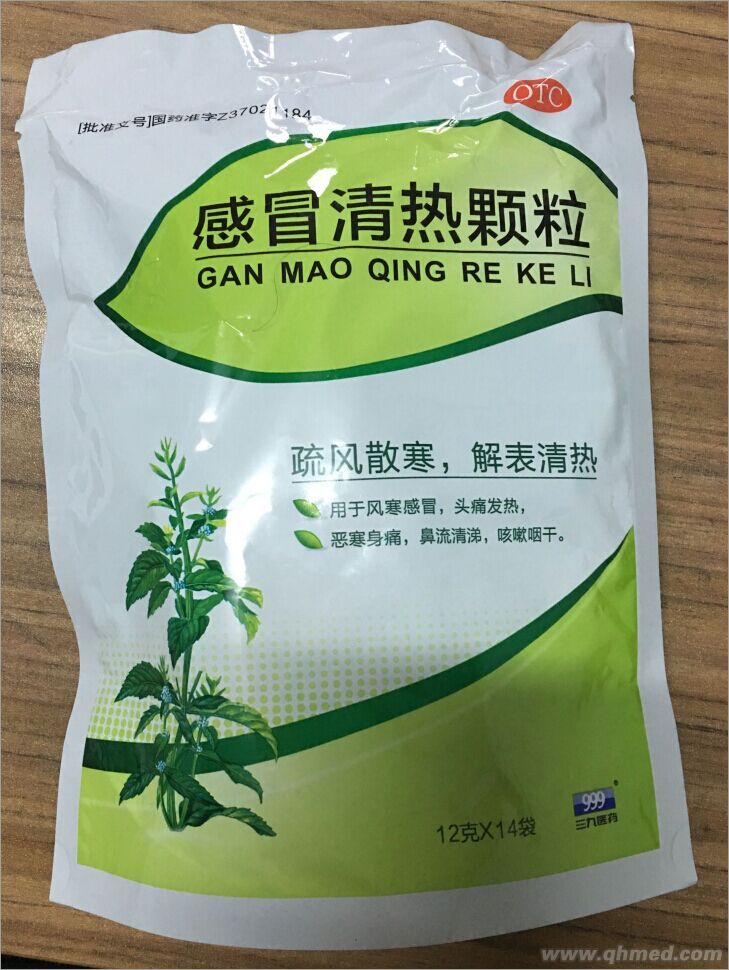 OTC
[批准文号]国药准字Z37021184
感冒清热颗粒
GAN MAO QING RE KE LI
疏风散寒，解表清热
用于风寒感冒，头痛发热，
恶寒身痛，鼻流清涕，咳嗽咽干。
999®
三九医药
12克X14袋
www.qhmed.com